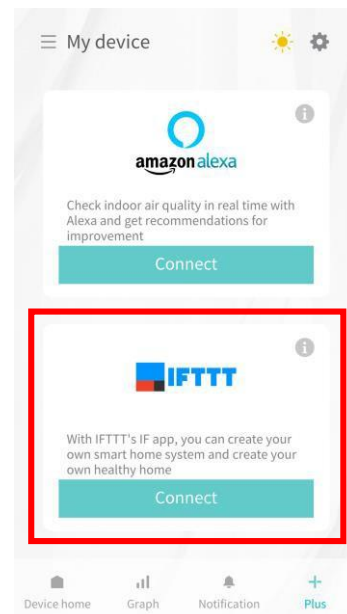 My device
amazon alexa
Check indoor air quality in real time with
Alexa and get recommendations for
improvement
Connect
IFTTT
With IFTTT's IF app, you can create your
own smart home system and create your
own healthy home
Connect
Device home Graph Notification Plus